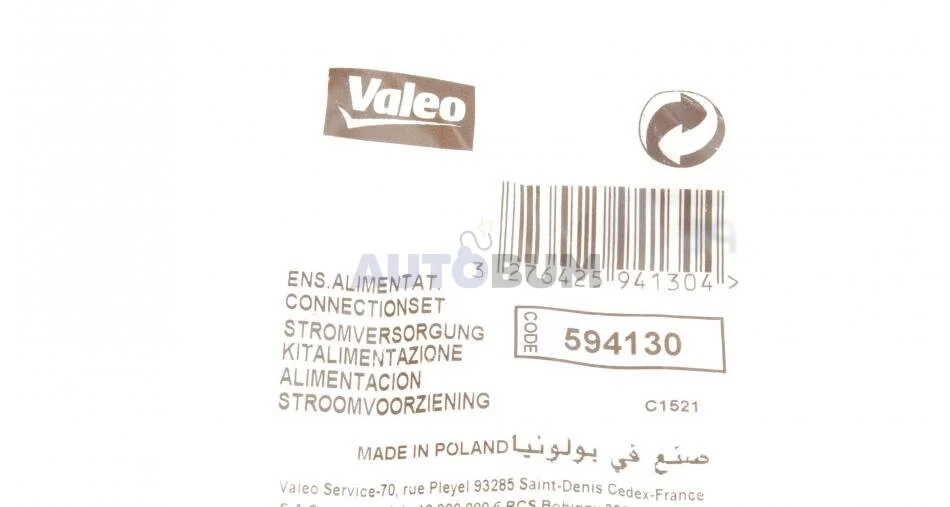 Valeo
3 276425 941304 >
AUTOBUM
ENS.ALIMENTAT.
CONNECTIONSET
STROMVERSORGUNG
KITALIMENTAZIONE
ALIMENTACION
STROOMVOORZIENING
CODE 594130
C1521
MADE IN POLAND صنع في بولونيا
Valeo Service-70, rue Pleyel 93285 Saint-Denis Cedex-France